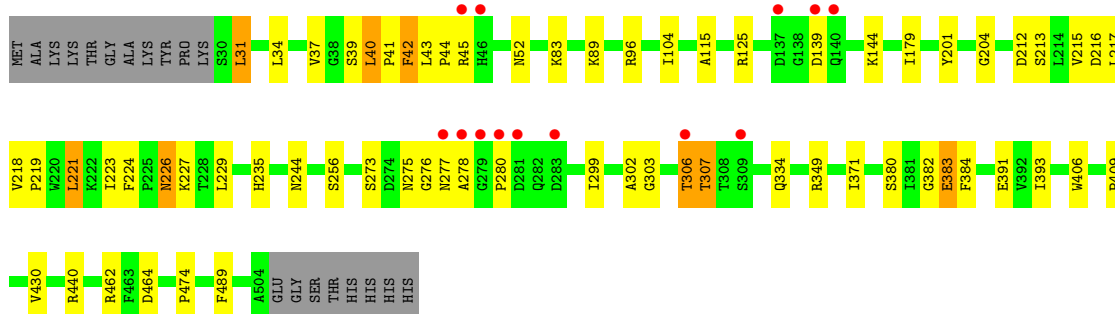 MET ALA LYS LYS THR GLY ALA LYS TYR PRO LYS S30 L31 L34 V37 G38 S39 L40 P41 F42 L43 P44 R45 H46 N52 K83 K89 R96 I104 A115 R125 D137 G138 D139 Q140 K144 I179 Y201 G204 D212 S213 L214 V215 D216 L217
V218 P219 W220 L221 K222 I223 F224 P225 N226 K227 T228 L229 H235 N244 S256 S273 D274 N275 G276 N277 A278 G279 P280 D281 Q282 D283 I299 A302 G303 T306 T307 T308 S309 Q334 R349 I371 S380 I381 G382 E383 F384 E391 V392 I393 W406 R409
V430 R440 R462 F463 D464 P474 F489 A504 GLU GLY SER THR HIS HIS HIS HIS